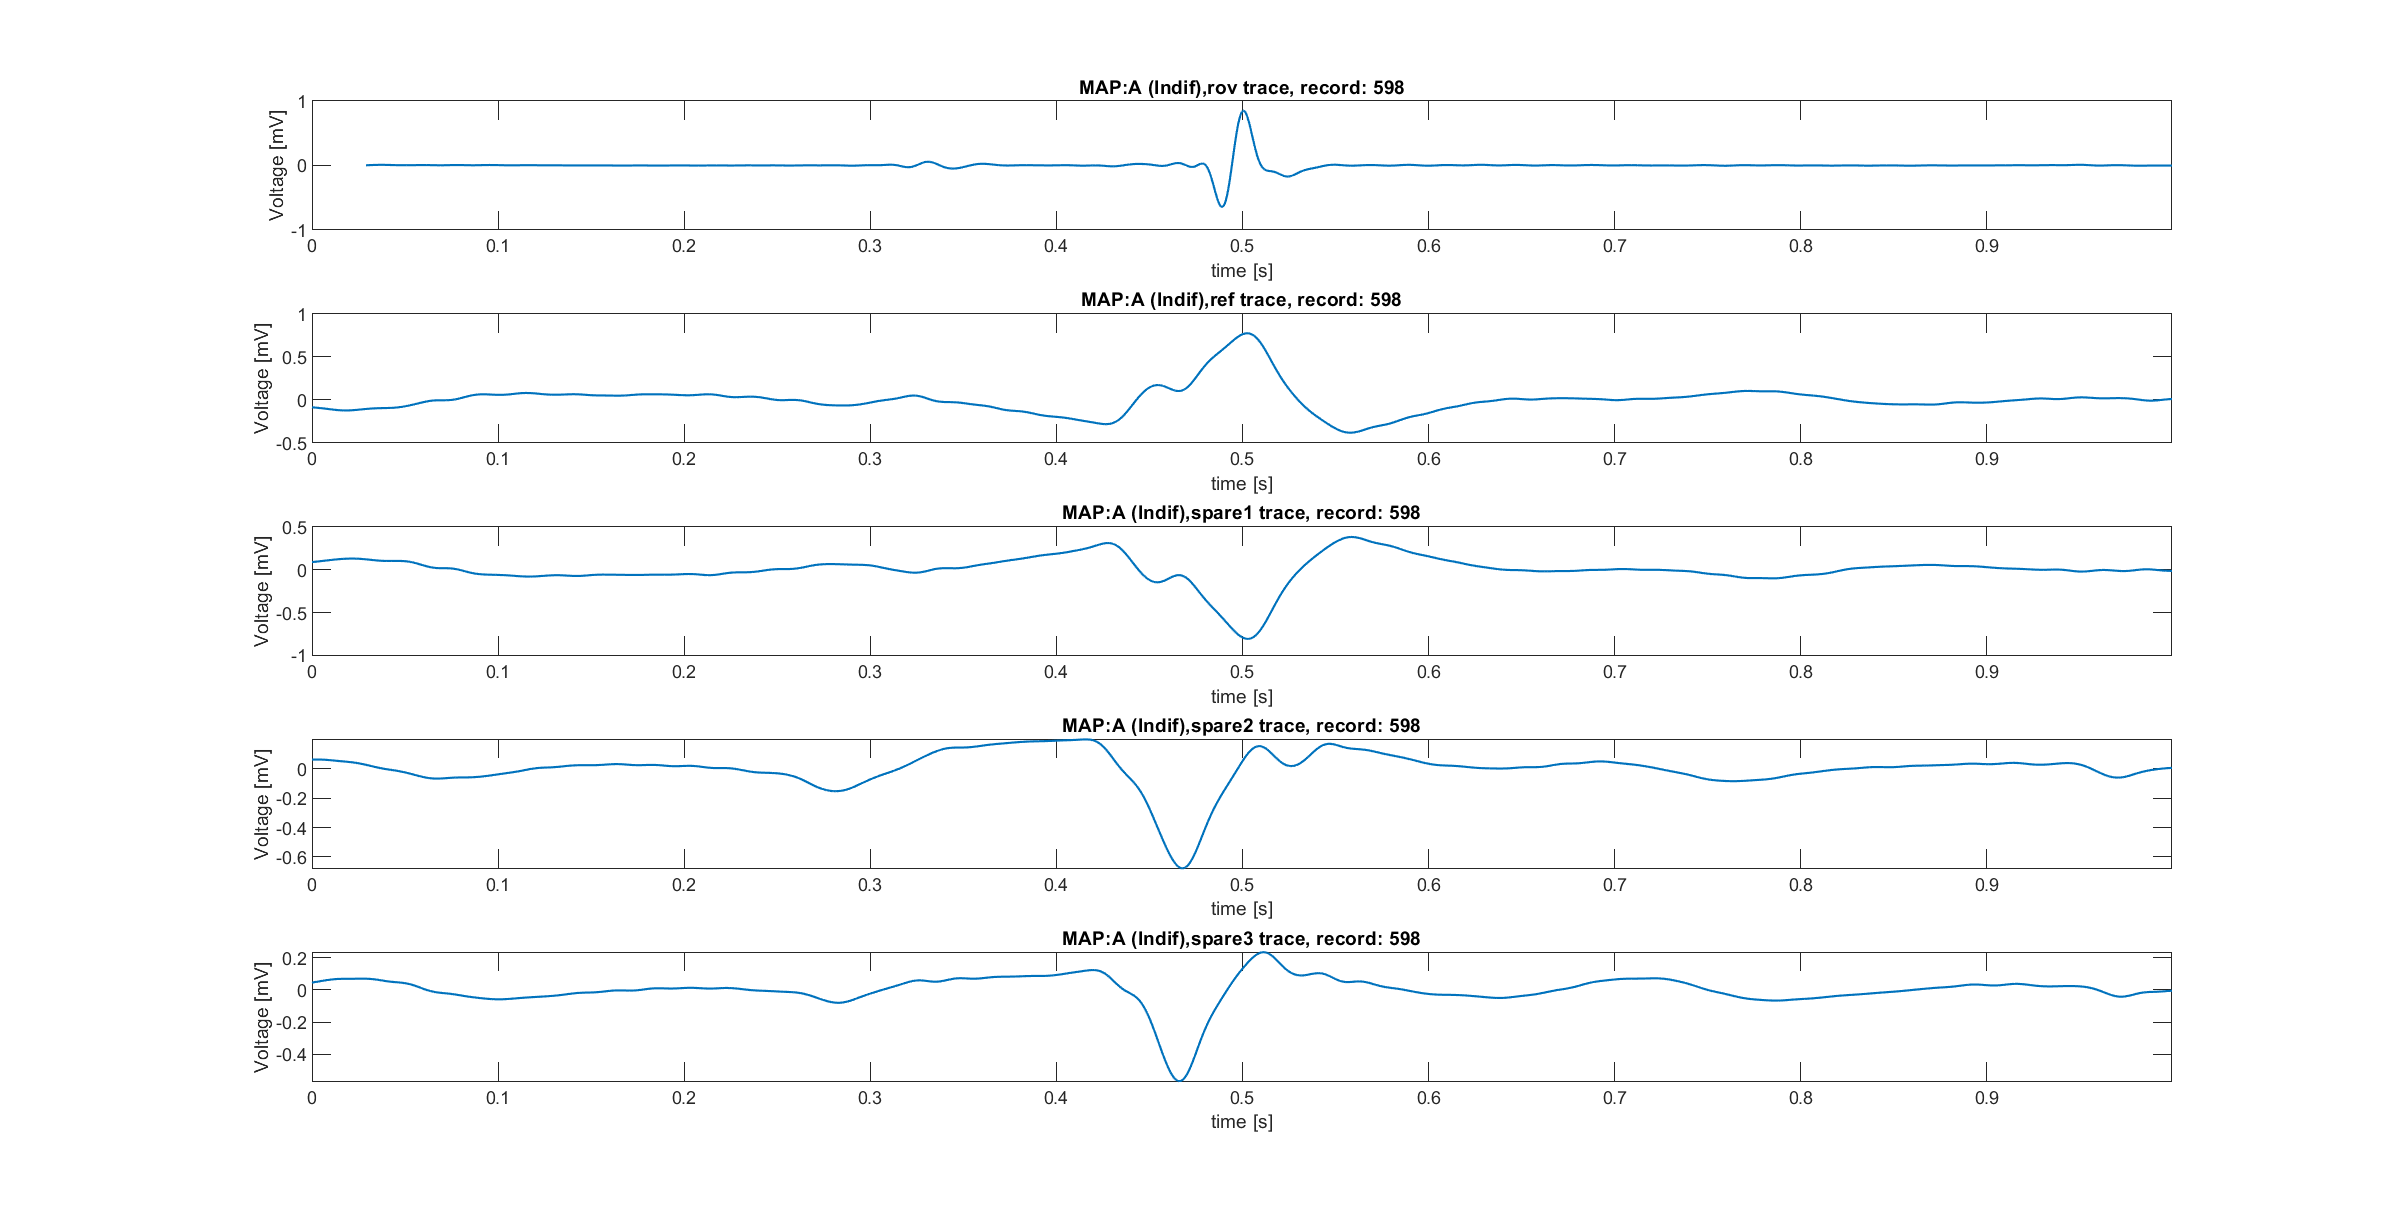 MAP:A (Indif),rov trace, record: 598
Voltage [mV]
1
0
-1
0 0.1 0.2 0.3 0.4 0.5 0.6 0.7 0.8 0.9
time [s]
MAP:A (Indif),ref trace, record: 598
Voltage [mV]
1
0.5
0
-0.5
0 0.1 0.2 0.3 0.4 0.5 0.6 0.7 0.8 0.9
time [s]
MAP:A (Indif),spare1 trace, record: 598
Voltage [mV]
0.5
0
-0.5
-1
0 0.1 0.2 0.3 0.4 0.5 0.6 0.7 0.8 0.9
time [s]
MAP:A (Indif),spare2 trace, record: 598
Voltage [mV]
0
-0.2
-0.4
-0.6
0 0.1 0.2 0.3 0.4 0.5 0.6 0.7 0.8 0.9
time [s]
MAP:A (Indif),spare3 trace, record: 598
Voltage [mV]
0.2
0
-0.2
-0.4
0 0.1 0.2 0.3 0.4 0.5 0.6 0.7 0.8 0.9
time [s]